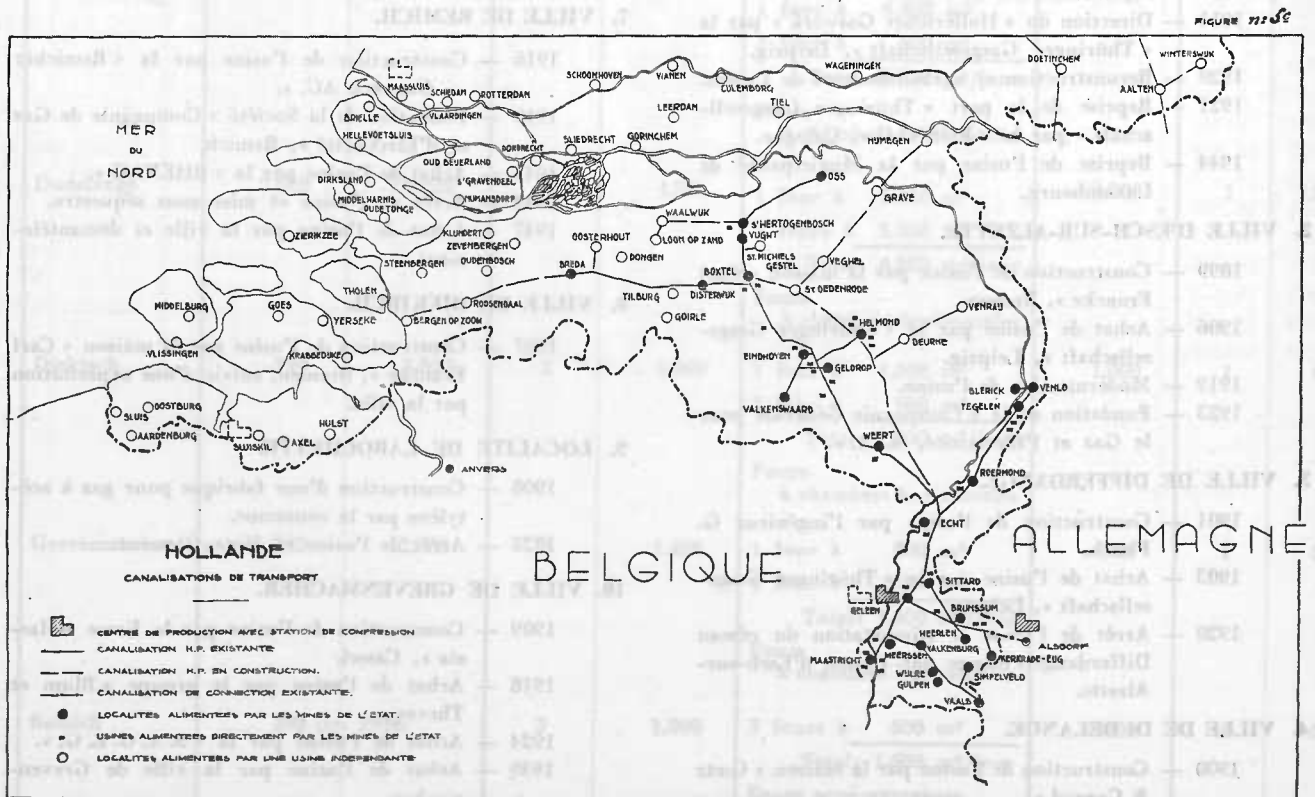 FIGURE n° 5c
MER
DU
NORD
MAASSLUIS
SCHIEDAM
ROTTERDAM
VLAARDINGEN
BRIELLE
HELLEVOETSLUIS
SCHOONHOVEN
VIANEN
CULEMBORG
WAGENINGEN
DOETINCHEM
WINTERSWIJK
AALTEN
LEERDAM
TIEL
NIJMEGEN
OUD BEIJERLAND
DORDRECHT
SLIEDRECHT
GORINCHEM
'S GRAVENDEEL
NUMANSDORP
DIRKSLAND
MIDDELHARNIS
OUDE TONGE
OSS
GRAVE
WAALWIJK
'S HERTOGENBOSCH
VUGHT
ZIERIKZEE
KLUNDERT
ZEVENBERGEN
OOSTERHOUT
LOON OP ZAND
ST. MICHIELS
GESTEL
VEGHEL
DONGEN
STEENBERGEN
OUDENBOSCH
BREDA
BOXTEL
ST OEDENRODE
THOLEN
TILBURG
OISTERWIJK
MIDDELBURG
GOES
YERSEKE
BERGEN OP ZOOM
ROOSENDAAL
GOIRLE
VENRAIJ
HELMOND
DEURNE
VLISSINGEN
KRABBEDIJKE
EINDHOVEN
GELDROP
VALKENSWAARD
BLERICK
VENLO
TEGELEN
SLUIS
OOSTBURG
AARDENBURG
SLUISKIL
AXEL
HULST
ANVERS
WEERT
ROERMOND
ECHT
HOLLANDE
CANALISATIONS DE TRANSPORT
BELGIQUE
ALLEMAGNE
SITTARD
GELEEN
BRUNSSUM
HEERLEN
ALSDORF
VALKENBURG
MAASTRICHT
MEERSSEN
KERKRADE-EUG
SIMPELVELD
WIJLRE
GULPEN
VAALS
CENTRE DE PRODUCTION AVEC STATION DE COMPRESSION
CANALISATION H.P. EXISTANTE
CANALISATION H.P. EN CONSTRUCTION.
CANALISATION DE CONNECTION EXISTANTE.
LOCALITES ALIMENTEES PAR LES MINES DE L'ETAT.
USINES ALIMENTEES DIRECTEMENT PAR LES MINES DE L'ETAT
LOCALITES ALIMENTEES PAR UNE USINE INDEPENDANTE